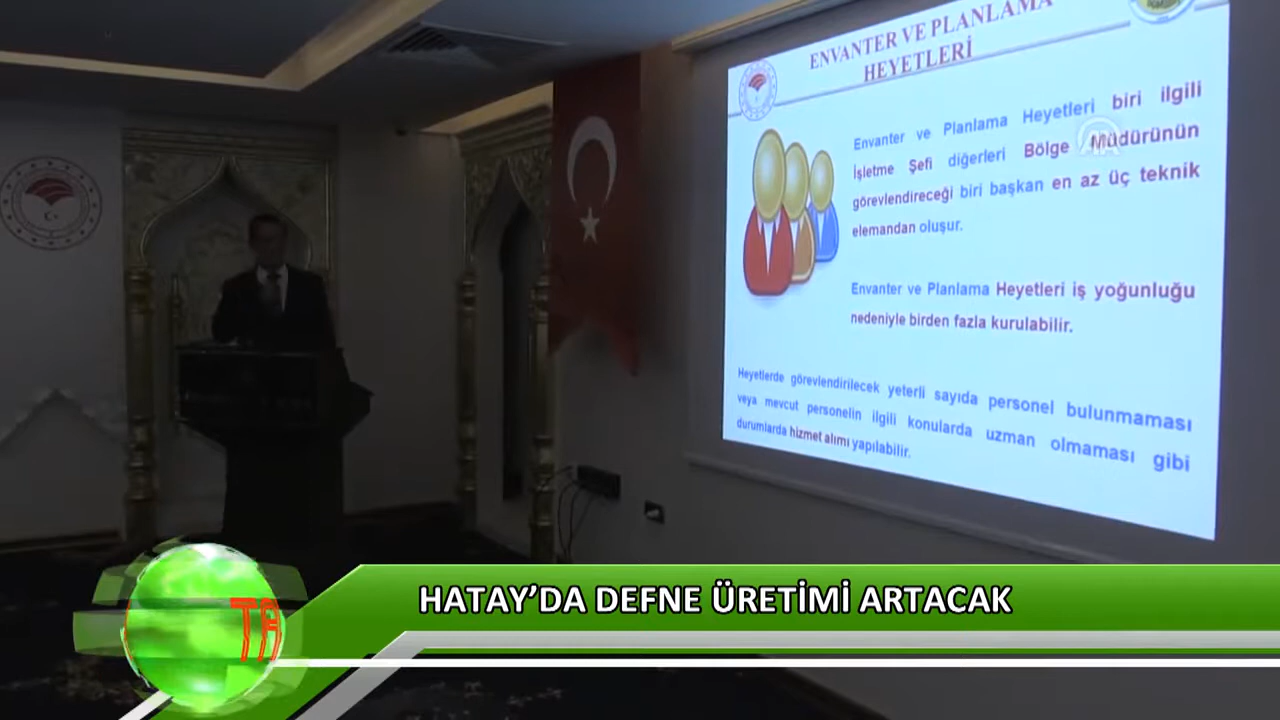 ENVANTER VE PLANLAMA
HEYETLERİ
Envanter ve Planlama Heyetleri biri ilgili
İşletme Şefi diğerleri Bölge Müdürünün
görevlendireceği biri başkan en az üç teknik
elemandan oluşur.
Envanter ve Planlama Heyetleri iş yoğunluğu
nedeniyle birden fazla kurulabilir.
Heyetlerde görevlendirilecek yeterli sayıda personel bulunmaması
veya mevcut personelin ilgili konularda uzman olmaması gibi
durumlarda hizmet alımı yapılabilir.
AA
HATAY’DA DEFNE ÜRETİMİ ARTACAK
TA